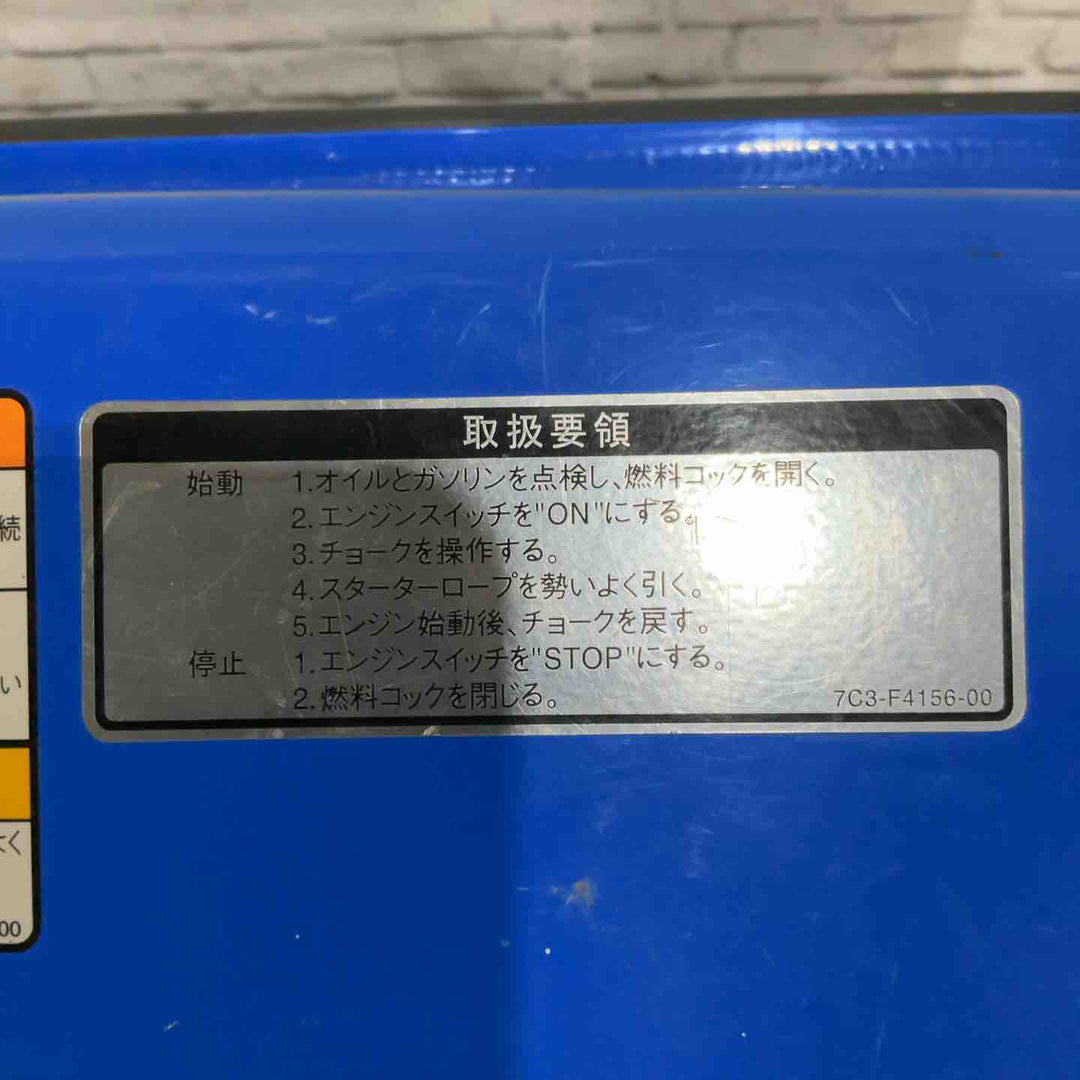 取扱要領
始動 1.オイルとガソリンを点検し、燃料コックを開く。
2.エンジンスイッチを"ON"にする。
3.チョークを操作する。
4.スターターロープを勢いよく引く。
5.エンジン始動後、チョークを戻す。
停止 1.エンジンスイッチを"STOP"にする。
2.燃料コックを閉じる。
7C3-F4156-00
続
い
よく
00